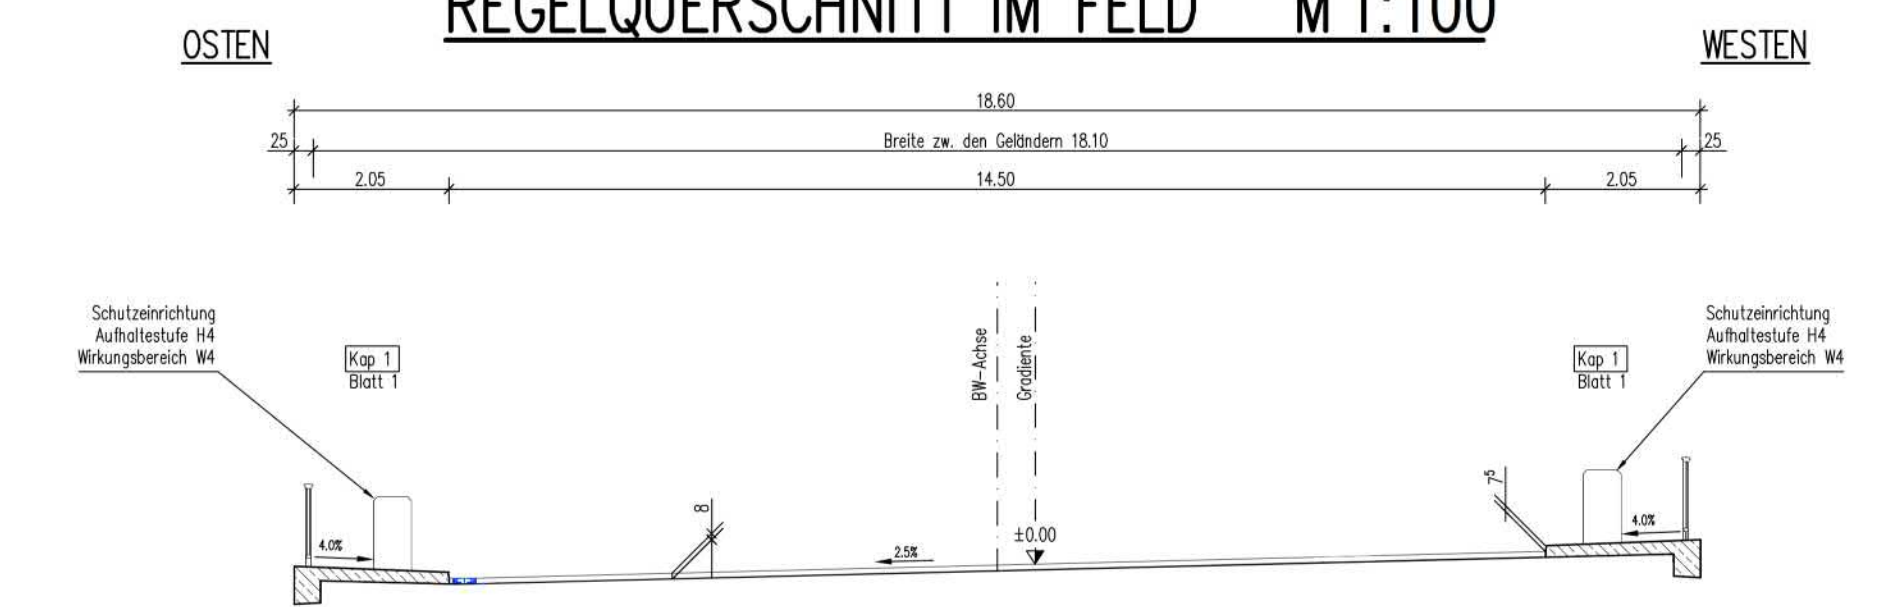 REGELQUERSCHNITT IM FELD M 1:100
OSTEN
WESTEN
18.60
25
Breite zw. den Geländern 18.10
25
2.05
14.50
2.05
Schutzeinrichtung
Aufhaltestufe H4
Wirkungsbereich W4
Kap 1
Blatt 1
BW-Achse
Gradiente
Kap 1
Blatt 1
Schutzeinrichtung
Aufhaltestufe H4
Wirkungsbereich W4
8
7⁵
4.0%
2.5%
±0.00
4.0%